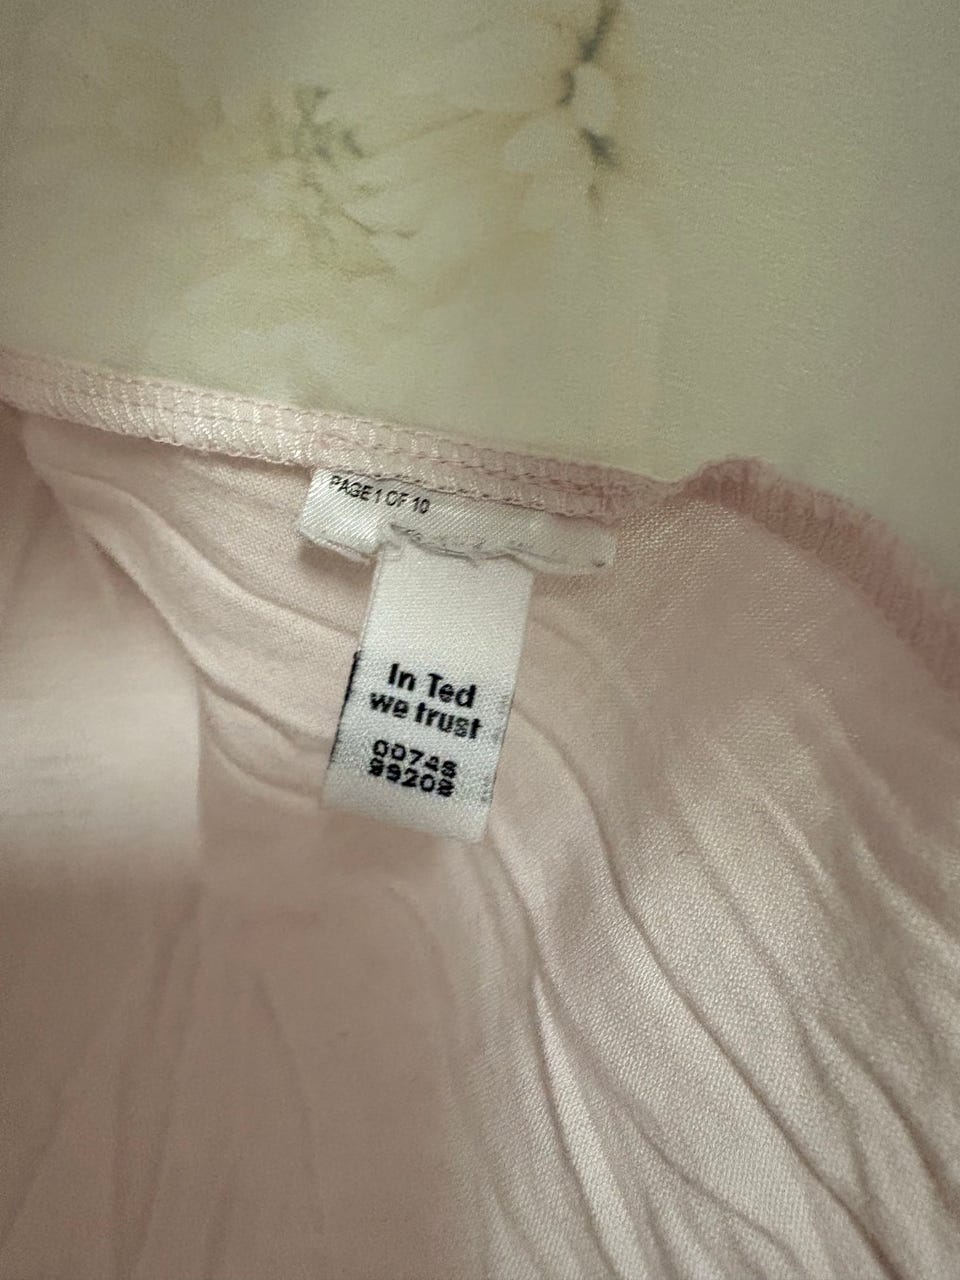 PAGE 1 OF 10
In Ted
we trust
00748
99208